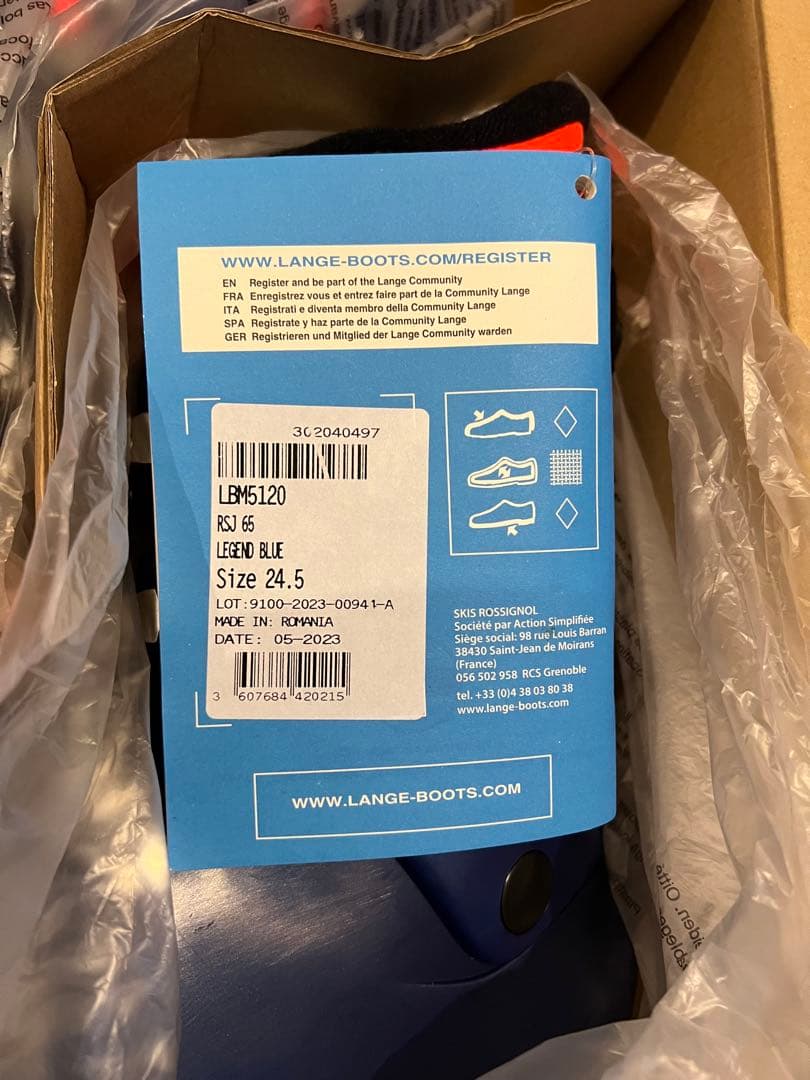 WWW.LANGE-BOOTS.COM/REGISTER
EN Register and be part of the Lange Community
FRA Enregistrez vous et entrez faire part de la Community Lange
ITA Registrati e diventa membro della Community Lange
SPA Registrate y haz parte de la Community Lange
GER Registrieren und Mitglied der Lange Community warden
302040497
LBM5120
RSJ 65
LEGEND BLUE
Size 24.5
LOT:9100-2023-00941-A
MADE IN: ROMANIA
DATE: 05-2023
3 607684 420215
SKIS ROSSIGNOL
Société par Action Simplifiée
Siège social: 98 rue Louis Barran
38430 Saint-Jean de Moirans
(France)
056 502 958 RCS Grenoble
tel. +33 (0)4 38 03 80 38
www.lange-boots.com
WWW.LANGE-BOOTS.COM